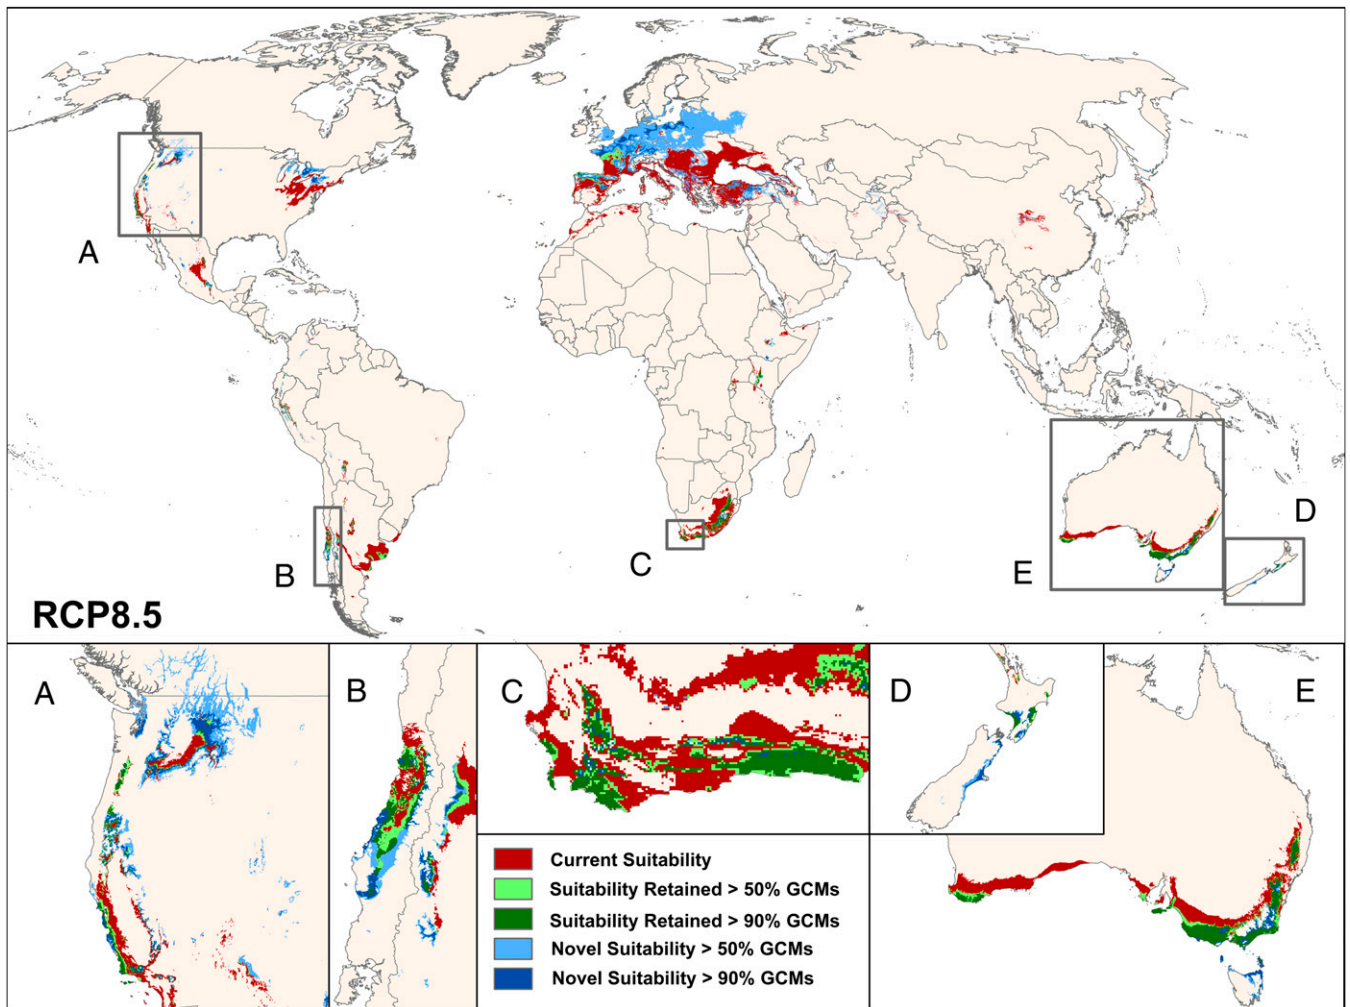 A
B
C
D
E
RCP8.5
A
B
C
D
E
Current Suitability
Suitability Retained > 50% GCMs
Suitability Retained > 90% GCMs
Novel Suitability > 50% GCMs
Novel Suitability > 90% GCMs